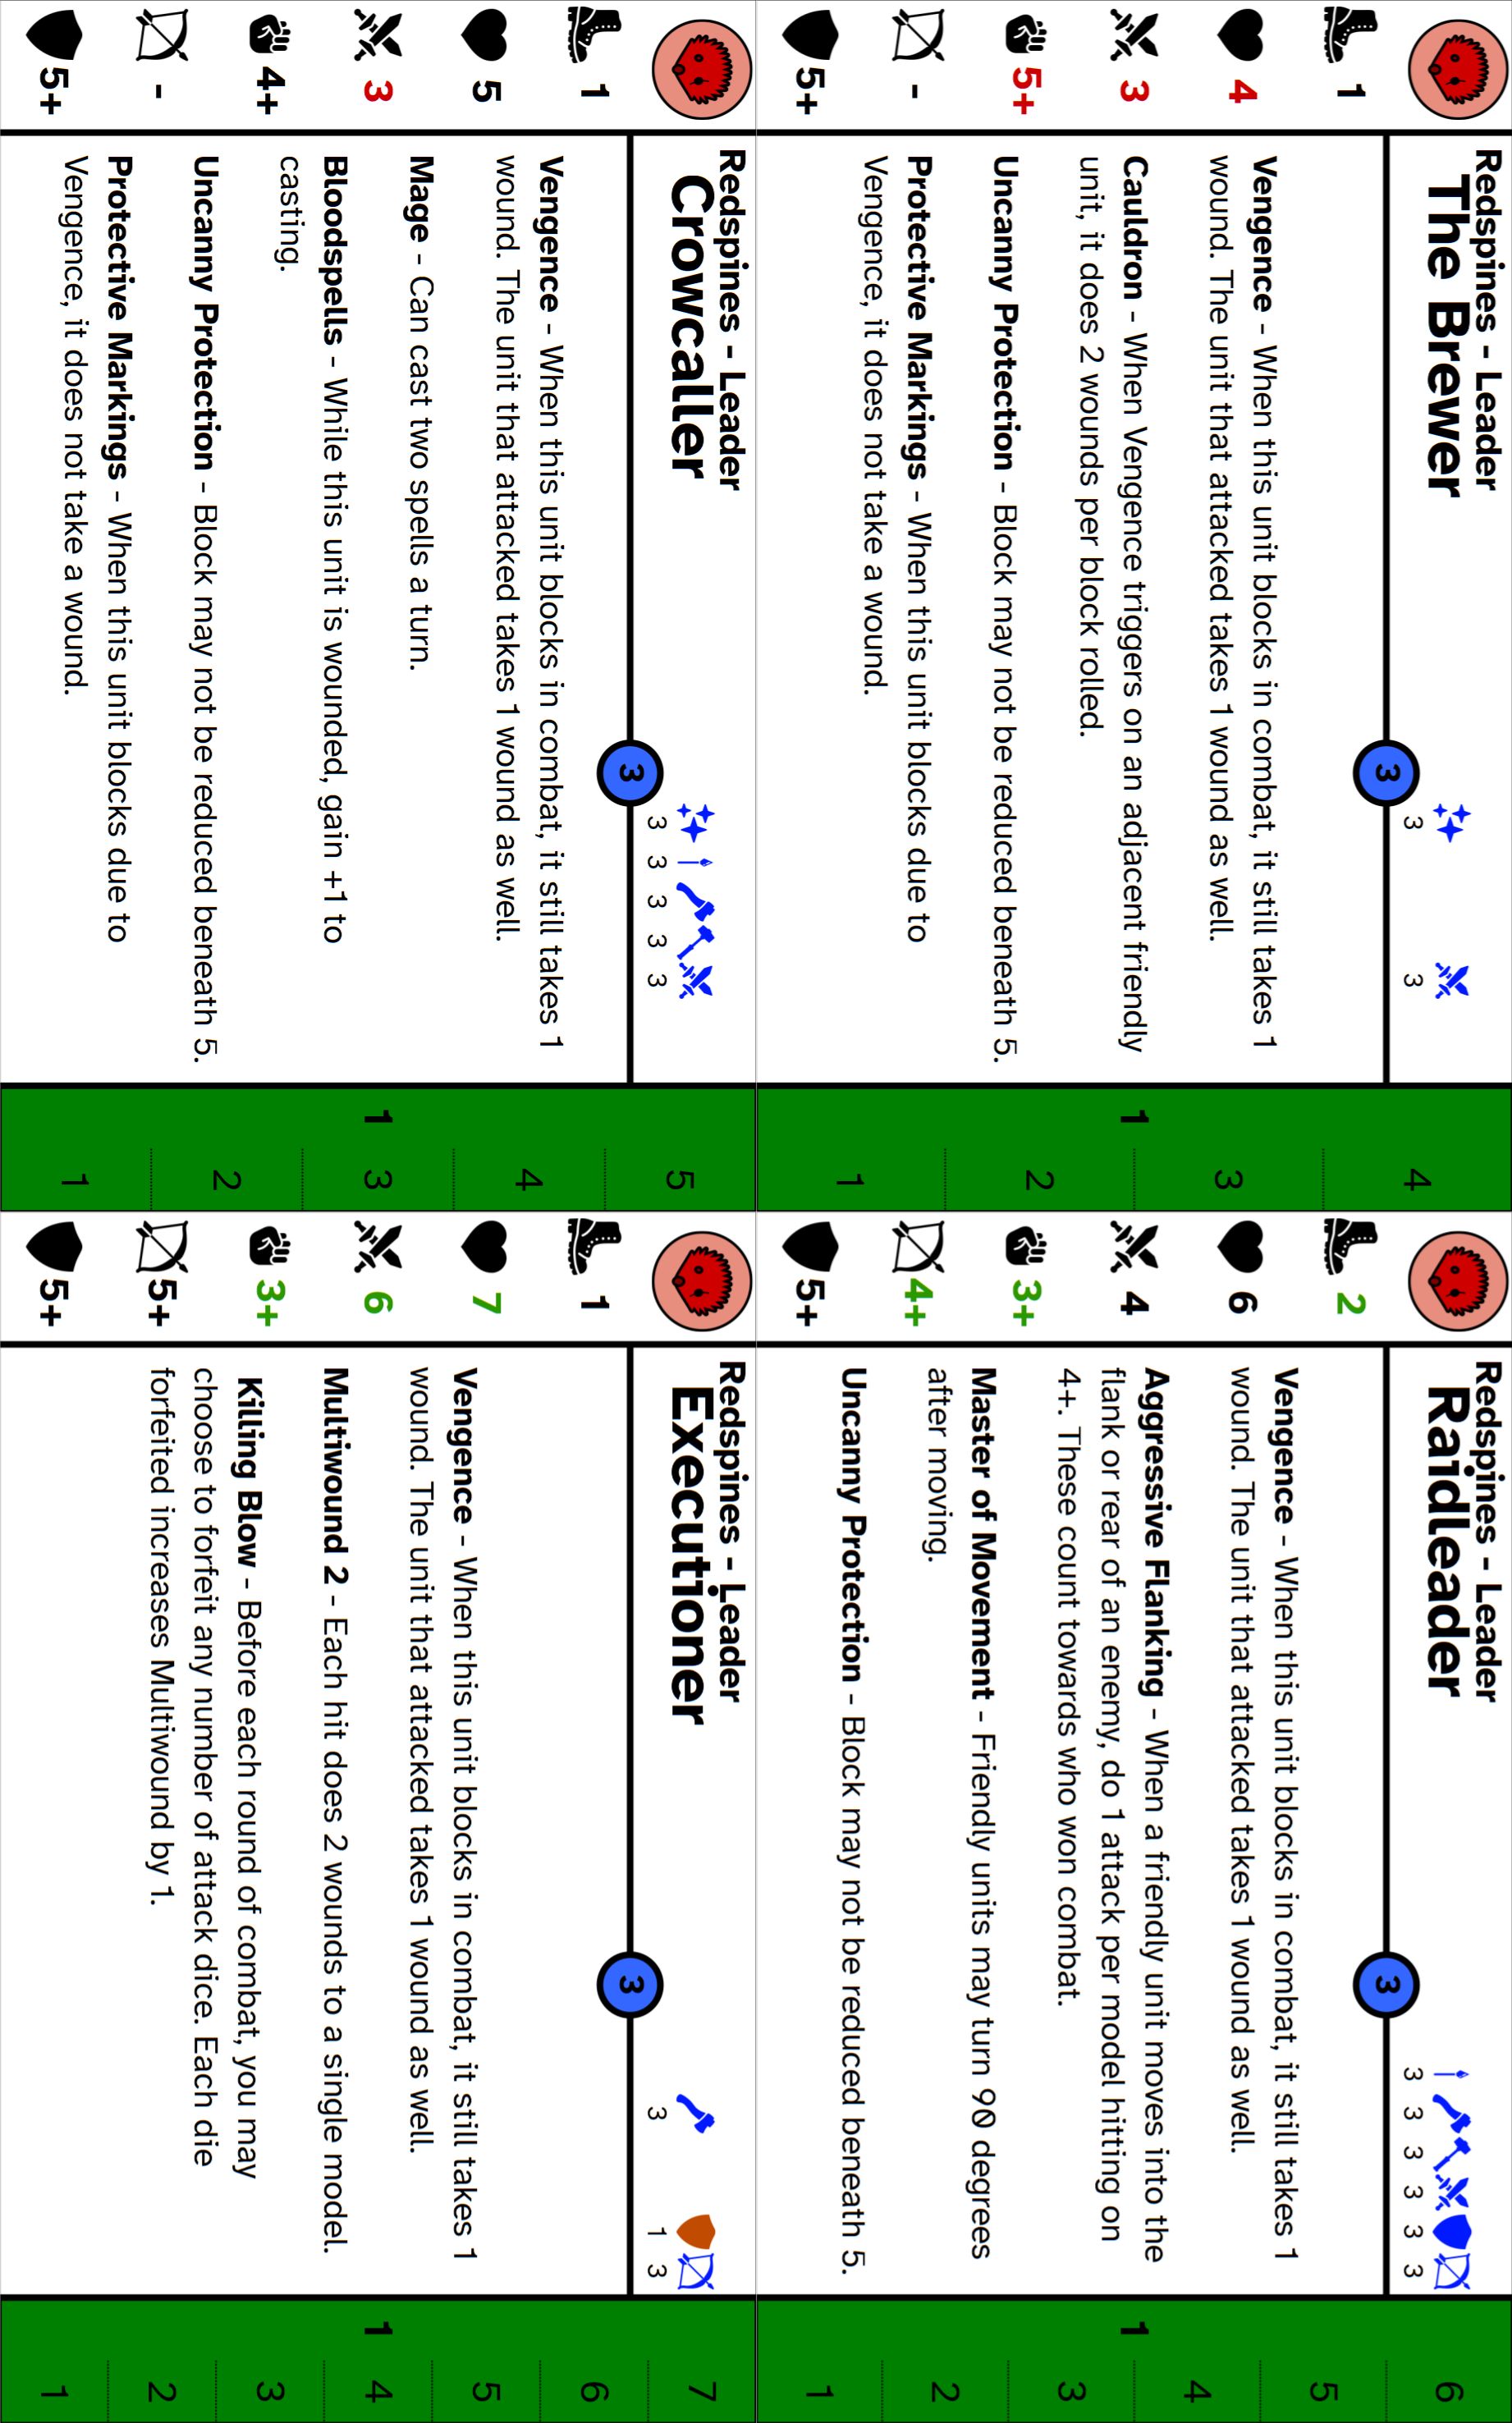 Redspines - Leader
The Brewer
3
3 3
1
4
3
5+
-
5+
Vengence - When this unit blocks in combat, it still takes 1
wound. The unit that attacked takes 1 wound as well.
Cauldron - When Vengence triggers on an adjacent friendly
unit, it does 2 wounds per block rolled.
Uncanny Protection - Block may not be reduced beneath 5.
Protective Markings - When this unit blocks due to
Vengence, it does not take a wound.
1
4
3
2
1
Redspines - Leader
Raidleader
3
3 3 3 3 3 3
2
6
4
3+
4+
5+
Vengence - When this unit blocks in combat, it still takes 1
wound. The unit that attacked takes 1 wound as well.
Aggressive Flanking - When a friendly unit moves into the
flank or rear of an enemy, do 1 attack per model hitting on
4+. These count towards who won combat.
Master of Movement - Friendly units may turn 90 degrees
after moving.
Uncanny Protection - Block may not be reduced beneath 5.
1
6
5
4
3
2
1
Redspines - Leader
Crowcaller
3
3 3 3 3 3
1
5
3
4+
-
5+
Vengence - When this unit blocks in combat, it still takes 1
wound. The unit that attacked takes 1 wound as well.
Mage - Can cast two spells a turn.
Bloodspells - While this unit is wounded, gain +1 to
casting.
Uncanny Protection - Block may not be reduced beneath 5.
Protective Markings - When this unit blocks due to
Vengence, it does not take a wound.
1
5
4
3
2
1
Redspines - Leader
Executioner
3
3 1 3
1
7
6
3+
5+
5+
Vengence - When this unit blocks in combat, it still takes 1
wound. The unit that attacked takes 1 wound as well.
Multiwound 2 - Each hit does 2 wounds to a single model.
Killing Blow - Before each round of combat, you may
choose to forfeit any number of attack dice. Each die
forfeited increases Multiwound by 1.
1
7
6
5
4
3
2
1